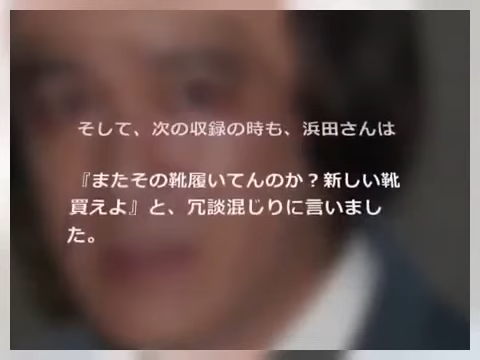 そして、次の収録の時も、浜田さんは
『またその靴履いてんのか？新しい靴
買えよ』と、冗談混じりに言いまし
た。